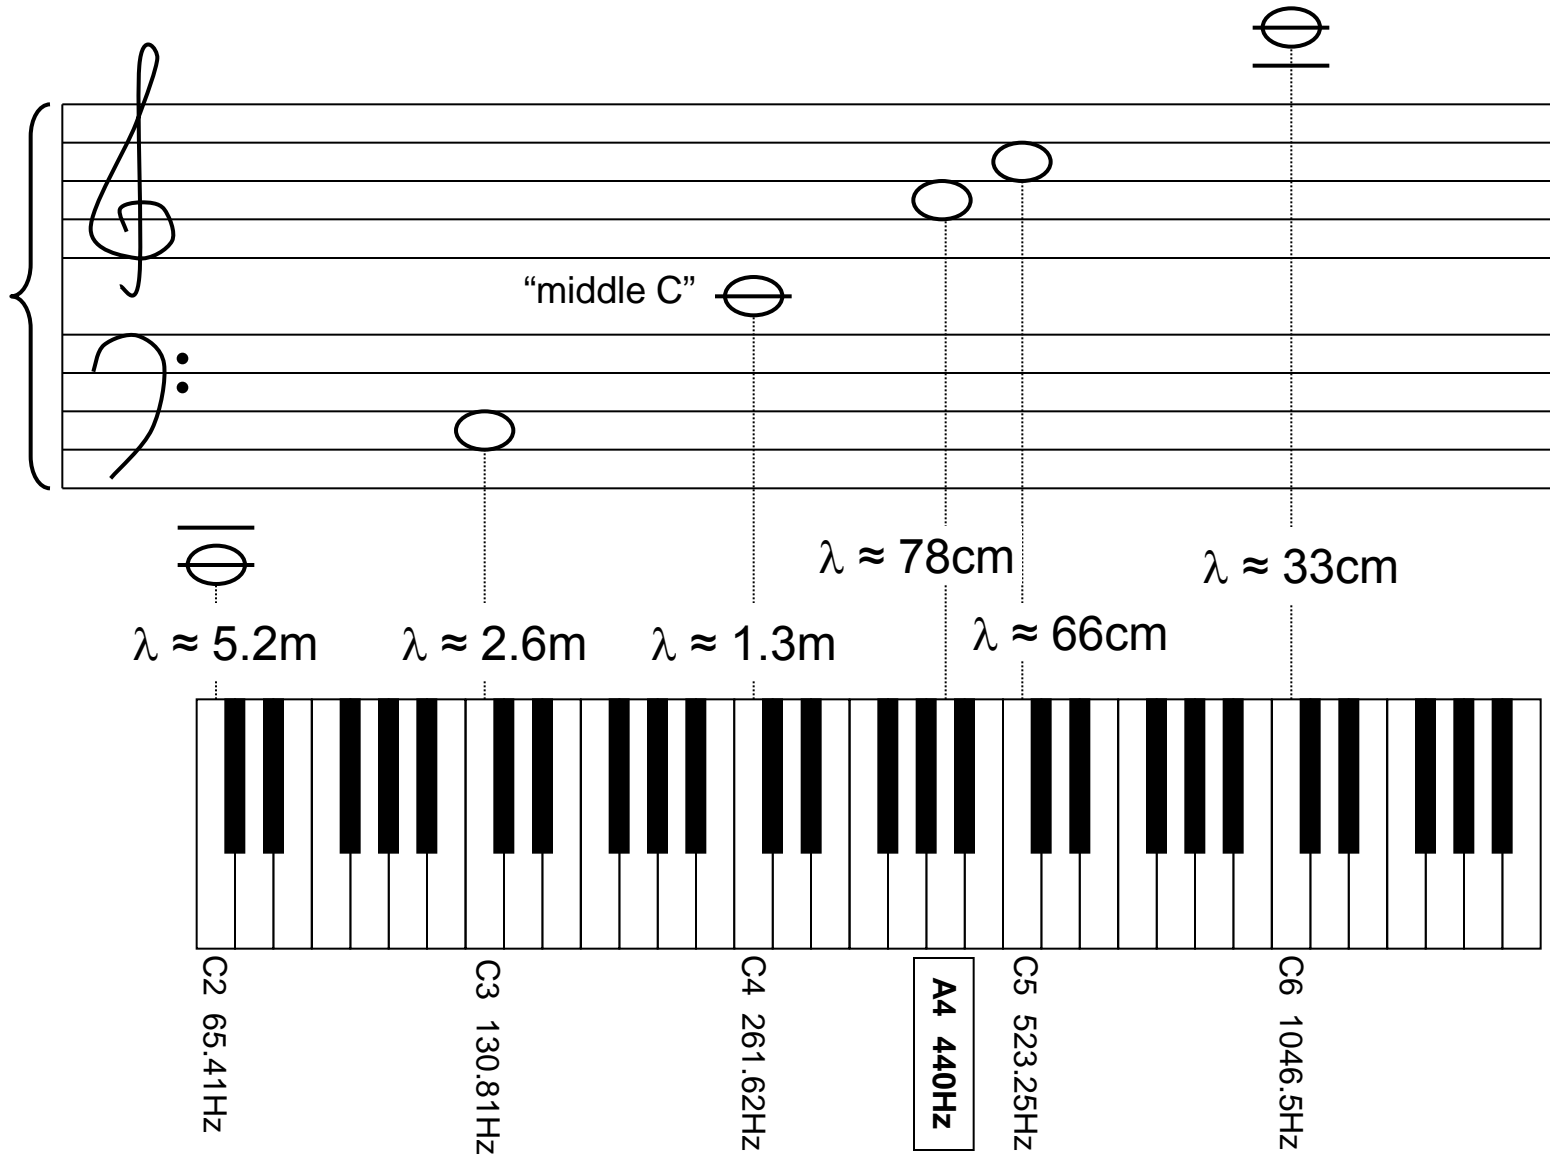 “middle C”
λ ≈ 78cm
λ ≈ 33cm
λ ≈ 5.2m
λ ≈ 2.6m
λ ≈ 1.3m
λ ≈ 66cm
C2 65.41Hz
C3 130.81Hz
C4 261.62Hz
A4 440Hz
C5 523.25Hz
C6 1046.5Hz